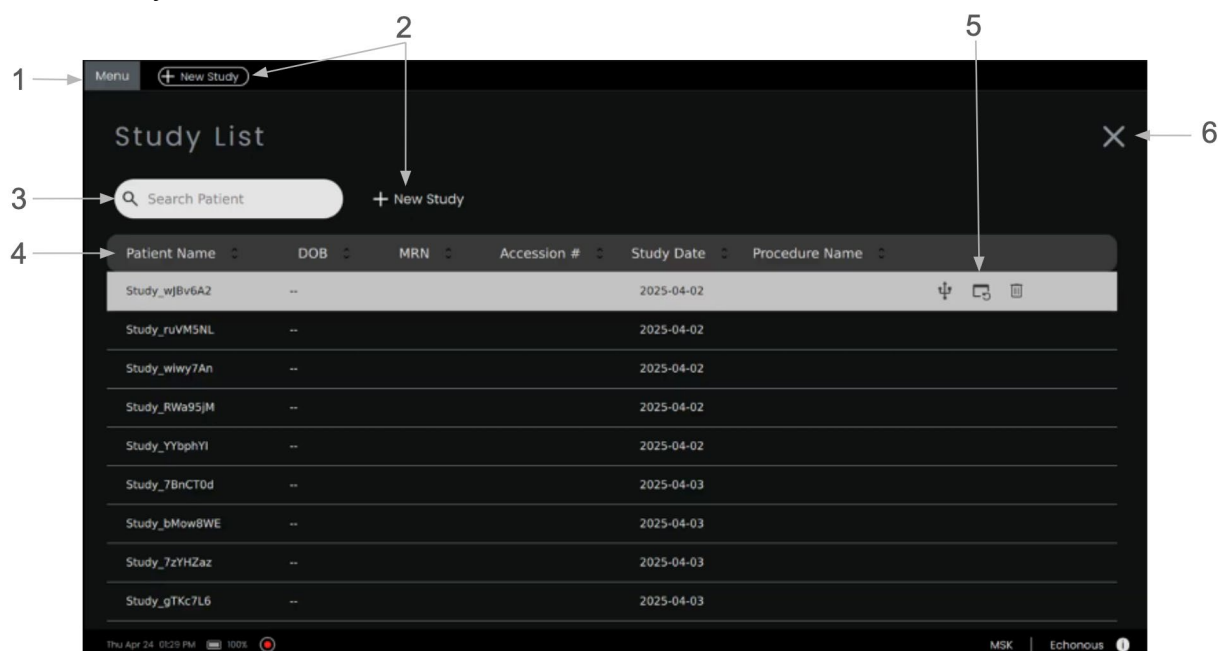 2
5
1
Menu
+ New Study
Study List
6
3
Search Patient
+ New Study
4
Patient Name DOB MRN Accession # Study Date Procedure Name
Study_wJBv6A2 -- 2025-04-02
Study_ruVM5NL -- 2025-04-02
Study_wiwy7An -- 2025-04-02
Study_RWa95jM -- 2025-04-02
Study_YYbphYI -- 2025-04-02
Study_7BnCT0d -- 2025-04-03
Study_bMow8WE -- 2025-04-03
Study_7zYHZaz -- 2025-04-03
Study_gTKc7L6 -- 2025-04-03
Thu Apr 24 01:29 PM 100% MSK | Echonous i